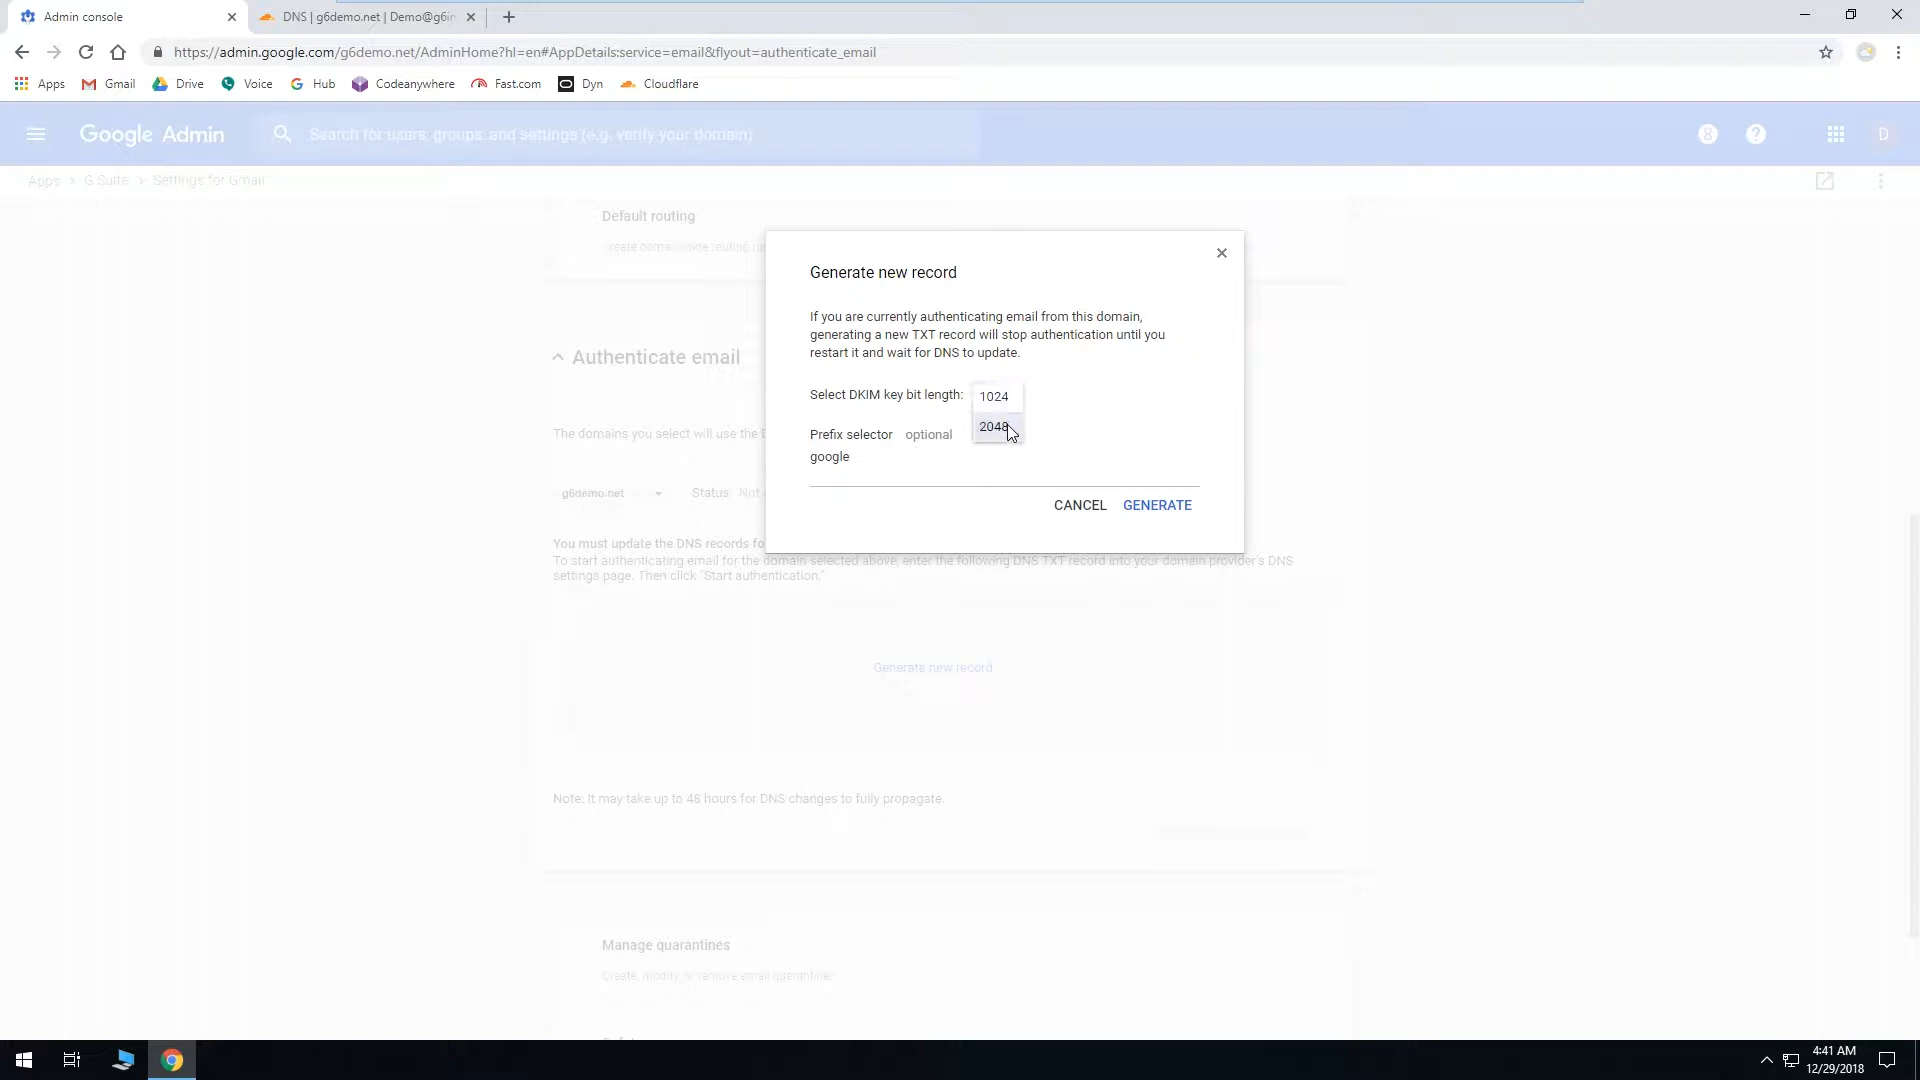 Admin console
DNS | g6demo.net | Demo@g6in
https://admin.google.com/g6demo.net/AdminHome?hl=en#AppDetails:service=email&flyout=authenticate_email
Apps Gmail Drive Voice Hub Codeanywhere Fast.com Dyn Cloudflare
Google Admin Search for users, groups, and settings (e.g. verify your domain) D
Apps > G Suite > Settings for Gmail
Default routing
Generate new record
If you are currently authenticating email from this domain,
generating a new TXT record will stop authentication until you
restart it and wait for DNS to update.
Authenticate email
Select DKIM key bit length: 1024
2048
The domains you select will use the
Prefix selector optional
google
g6demo.net Status: Not
CANCEL GENERATE
You must update the DNS records fo
To start authenticating email for the domain selected above, enter the following DNS TXT record into your domain provider's DNS
settings page. Then click "Start authentication."
Generate new record
Note: It may take up to 48 hours for DNS changes to fully propagate.
Manage quarantines
Create, modify, or remove email quarantines
4:41 AM
12/29/2018